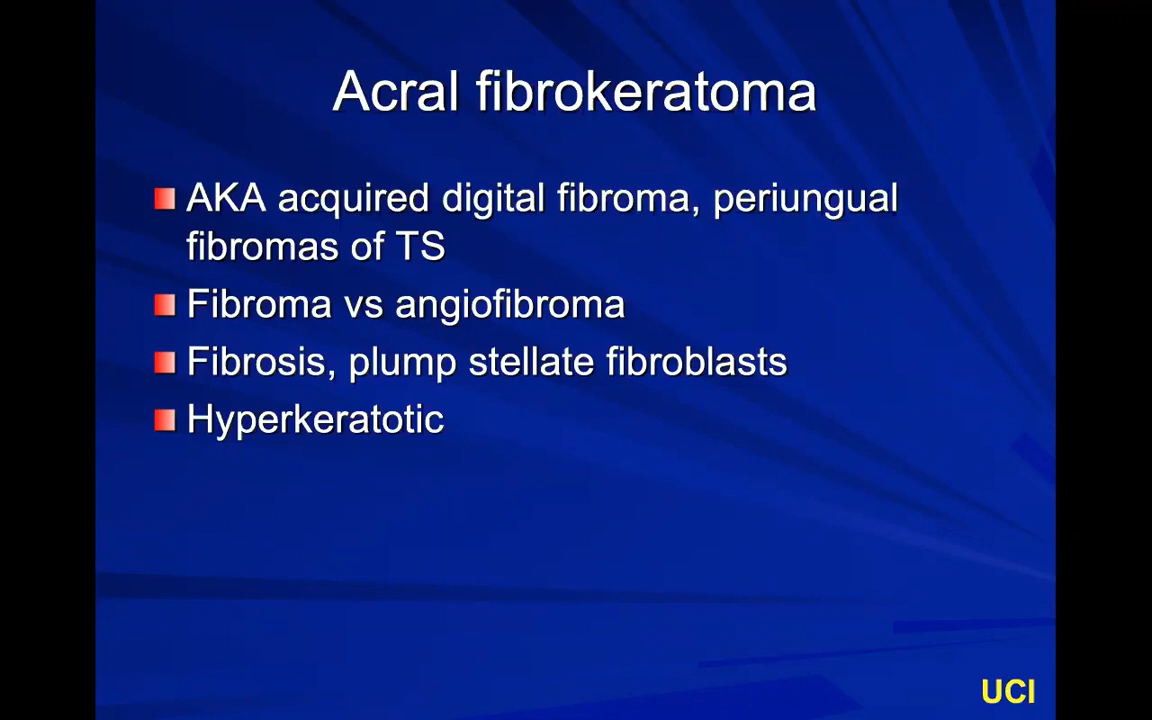 Acral fibrokeratoma
AKA acquired digital fibroma, periungual
fibromas of TS
Fibroma vs angiofibroma
Fibrosis, plump stellate fibroblasts
Hyperkeratotic
UCI